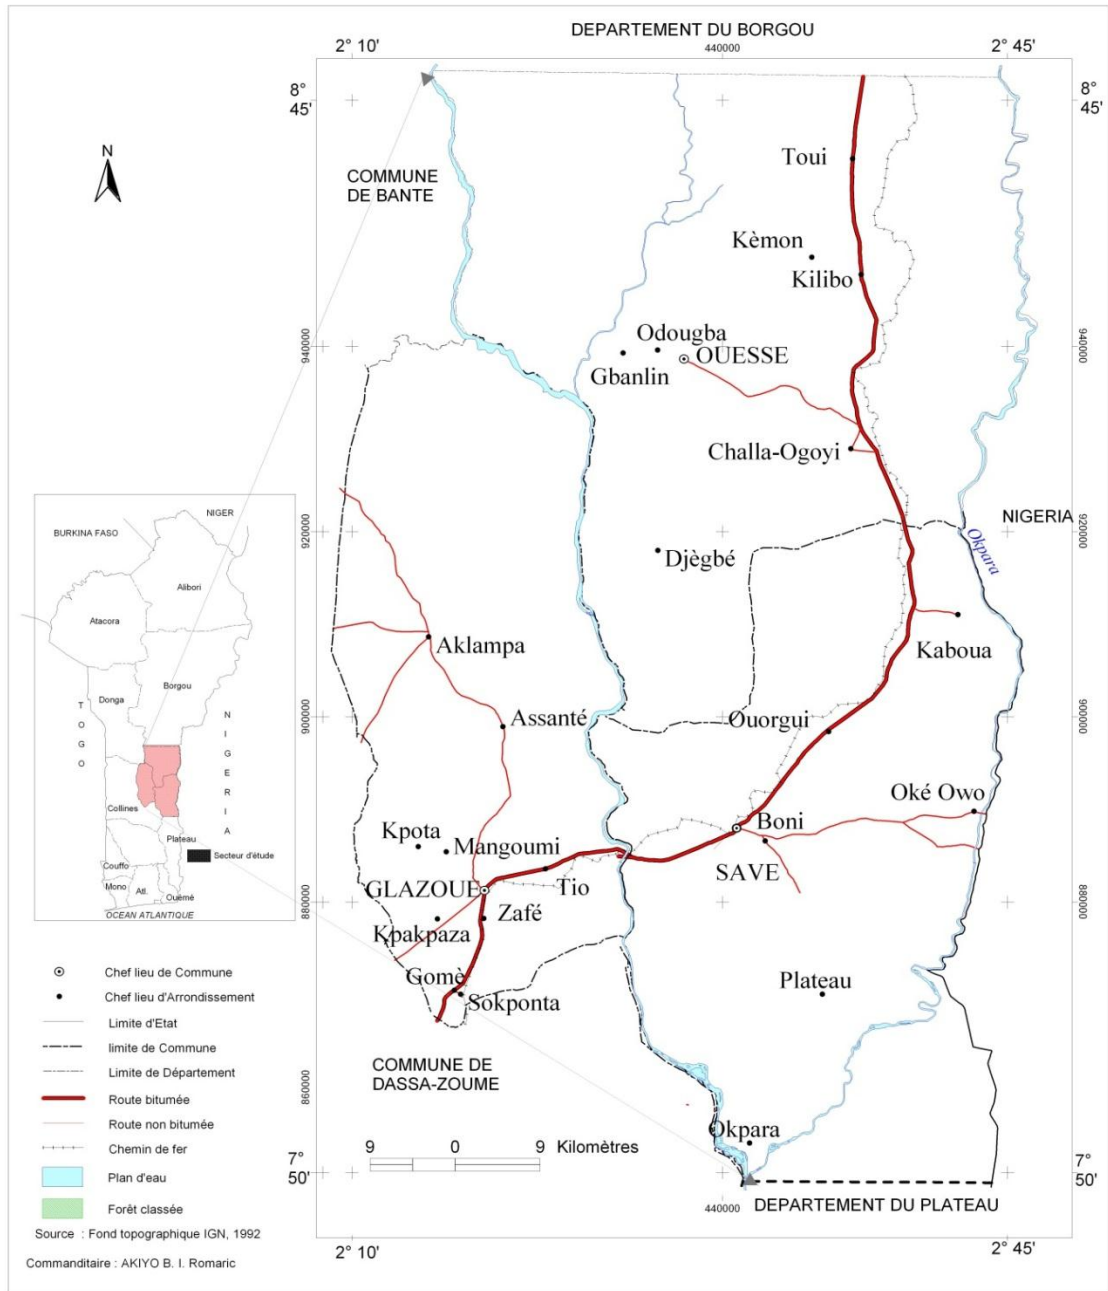 DEPARTEMENT DU BORGOU
2° 10'
440000
2° 45'
8°
45'
8
45'
N
COMMUNE
DE BANTE
Toui
Kèmon
Kilibo
940000
940000
Odougba
OUESSE
Gbanlin
Challa-Ogoyi
920000
920000
NIGERIA
Okpara
Djègbé
Kaboua
Aklampa
Assanté
900000
900000
Ouorgui
Oké Owo
Boni
SAVE
Kpota
Mangoumi
GLAZOUE
Tio
880000
880000
Zafé
Kpakpaza
Gomè
Sokponta
Plateau
COMMUNE DE
DASSA-ZOUME
860000
Okpara
9 0 9 Kilomètres
7°
50'
7°
50'
440000
DEPARTEMENT DU PLATEAU
2° 10'
2° 45'
NIGER
BURKINA FASO
Alibori
Atacora
Borgou
Donga
TOGO
NIGERIA
Collines
Plateau
Secteur d'étude
Couffo
Mono
Atl.
Ouémé
OCEAN ATLANTIQUE
Chef lieu de Commune
Chef lieu d'Arrondissement
Limite d'Etat
limite de Commune
Limite de Département
Route bitumée
Route non bitumée
Chemin de fer
Plan d'eau
Forêt classée
Source : Fond topographique IGN, 1992
Commanditaire : AKIYO B. I. Romaric